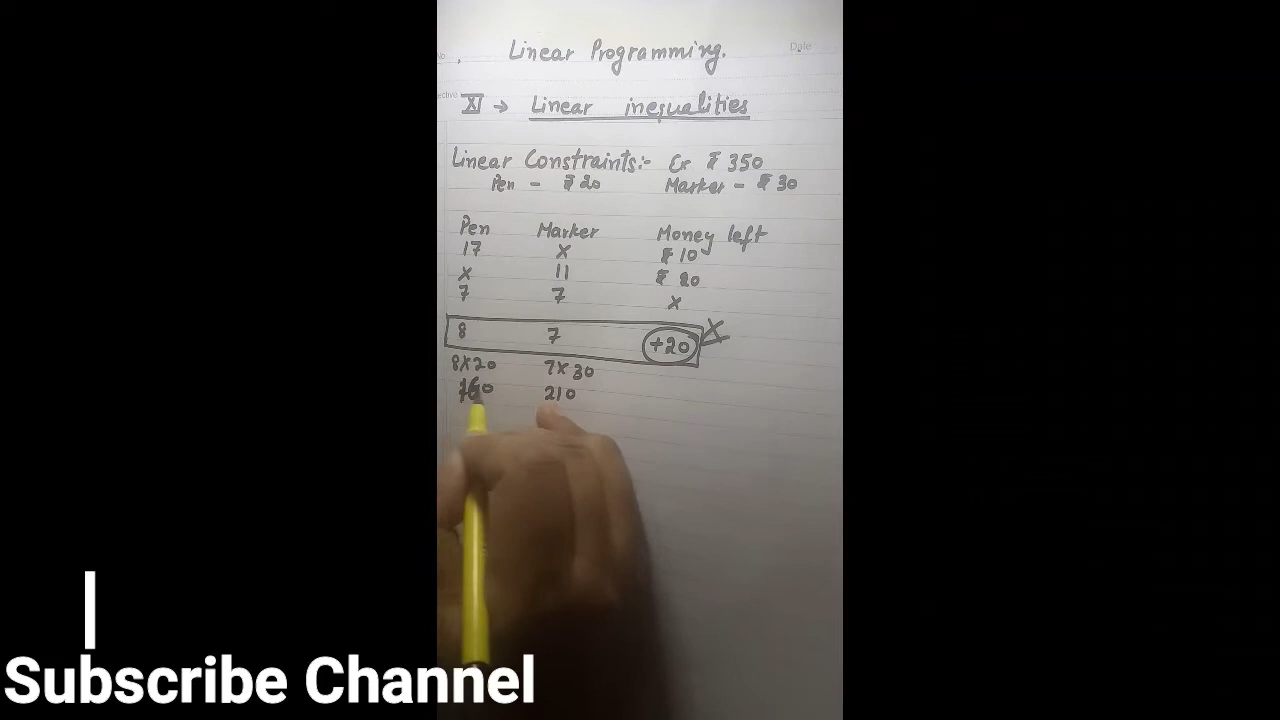 Date
Linear Programming.
XI → Linear inequalities
Linear Constraints:- Ex ₹ 350
Pen - ₹ 20 Marker - ₹ 30
Pen Marker Money left
17 X ₹ 10
X 11 ₹ 20
7 7 X
8 7 +20 X
8X20 7X30
160 210
Subscribe Channel